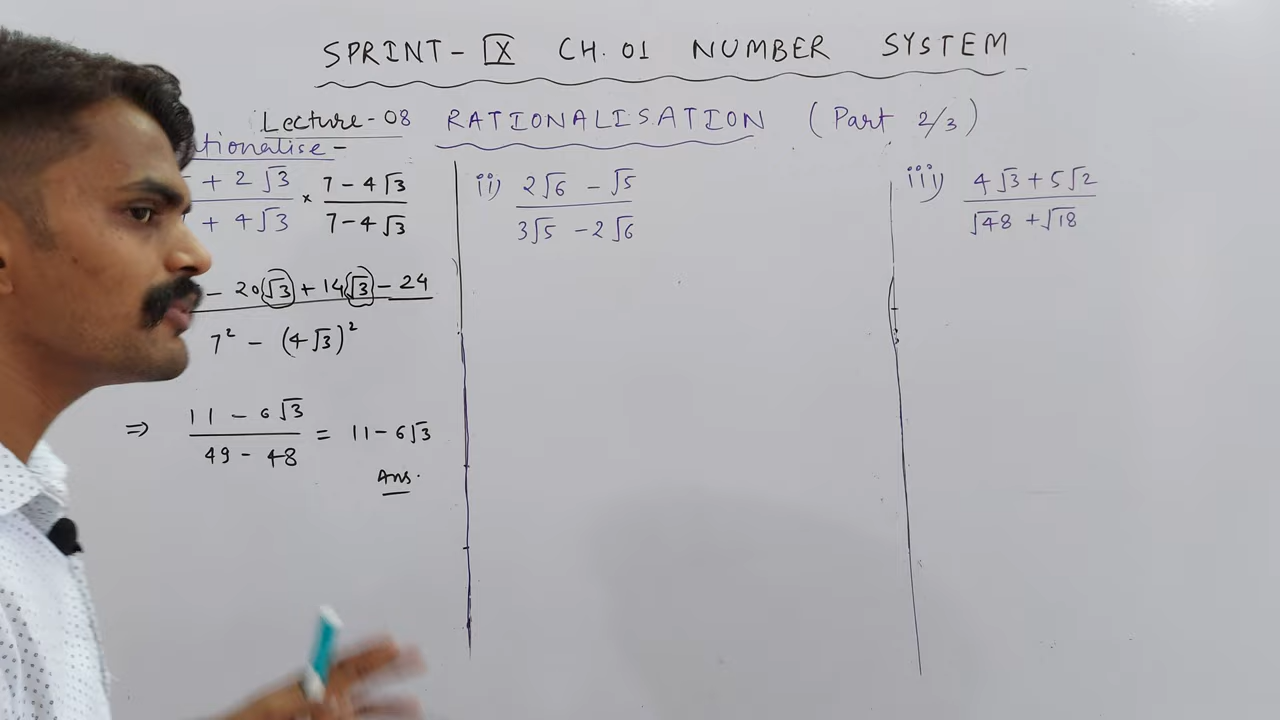 SPRINT - IX CH. 01 NUMBER SYSTEM
Lecture - 08 RATIONALISATION (Part 2/3)
tionalise -
+ 2√3 / + 4√3 × 7 - 4√3 / 7 - 4√3
- 20√3 + 14√3 - 24
7² - (4√3)²
⇒ 11 - 6√3 / 49 - 48 = 11 - 6√3
Ans.
ii) 2√6 - √5 / 3√5 - 2√6
iii) 4√3 + 5√2 / √48 + √18